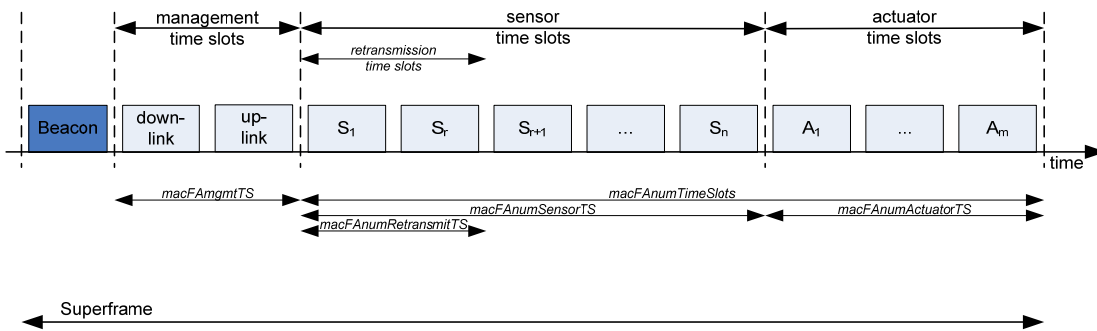 management
time slots
sensor
time slots
actuator
time slots
retransmission
time slots
Beacon
down-
link
up-
link
S1
Sr
Sr+1
...
Sn
A1
...
Am
time
macFAmgmtTS
macFAnumTimeSlots
macFAnumSensorTS
macFAnumActuatorTS
macFAnumRetransmitTS
Superframe